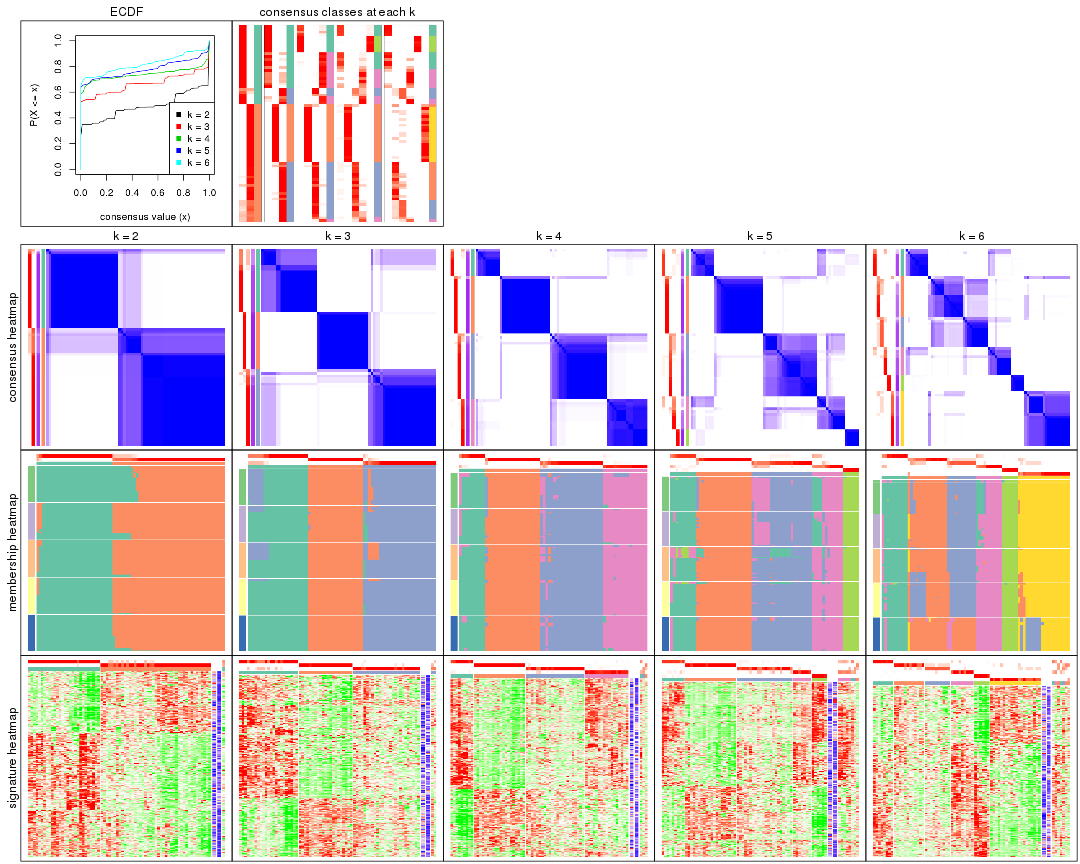 ECDF
consensus classes at each k
P(X <= x)
1.0
0.8
0.6
0.4
0.2
0.0
k = 2
k = 3
k = 4
k = 5
k = 6
0.0 0.2 0.4 0.6 0.8 1.0
consensus value (x)
k = 2
k = 3
k = 4
k = 5
k = 6
consensus heatmap
membership heatmap
signature heatmap